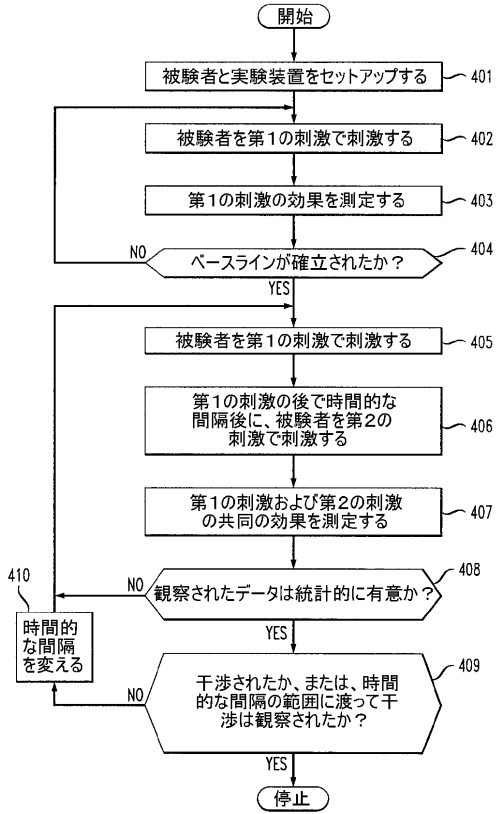 開始
被験者と実験装置をセットアップする
401
被験者を第1の刺激で刺激する
402
第1の刺激の効果を測定する
403
404
NO
ベースラインが確立されたか?
YES
被験者を第1の刺激で刺激する
405
第1の刺激の後で時間的な
間隔後に、被験者を第2の
刺激で刺激する
406
第1の刺激および第2の刺激
の共同の効果を測定する
407
408
410
NO
観察されたデータは統計的に有意か?
時間的
な間隔
を変える
YES
409
干渉されたか、または、時間
的な間隔の範囲に渡って干
渉は観察されたか?
NO
YES
停止